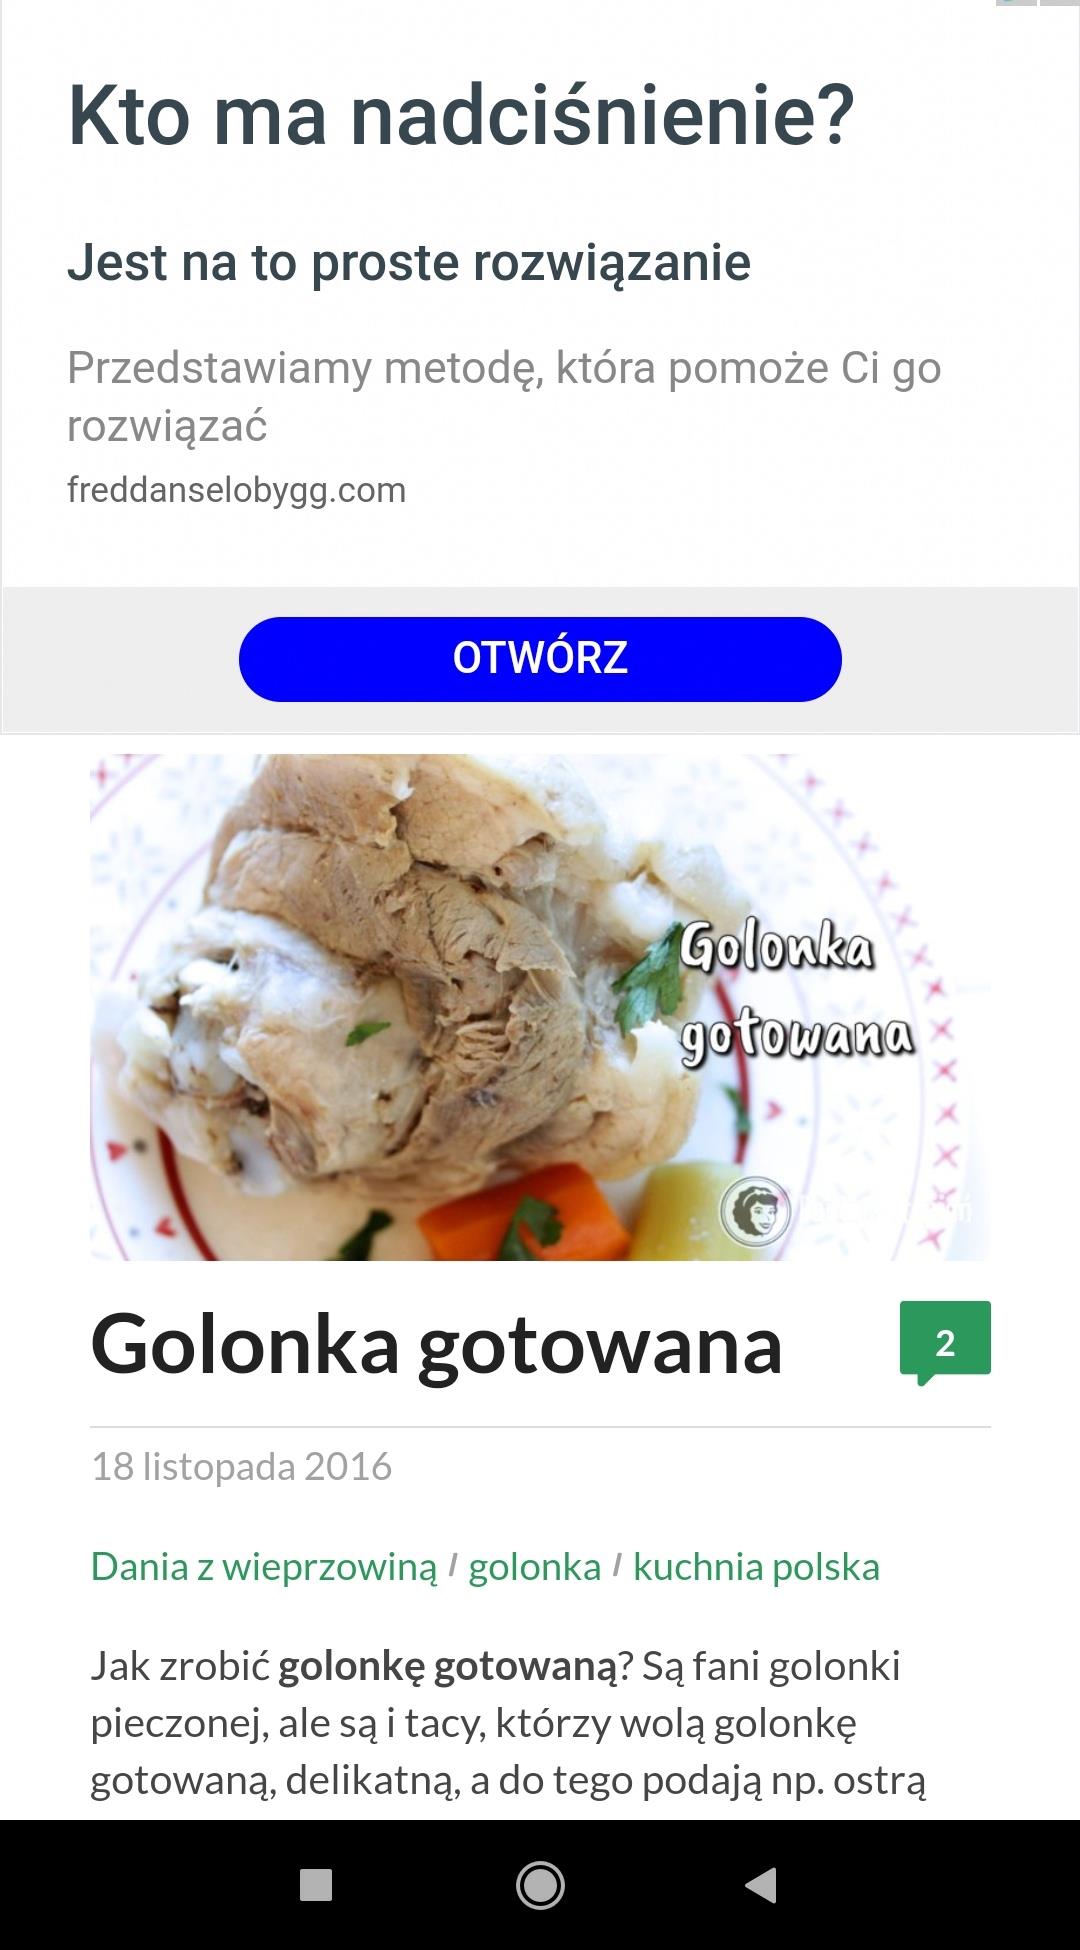 Kto ma nadciśnienie?
Jest na to proste rozwiązanie
Przedstawiamy metodę, która pomoże Ci go
rozwiązać
freddanselobygg.com
OTWÓRZ
Golonka
gotowana
Golonka gotowana
2
18 listopada 2016
Dania z wieprzowiną / golonka / kuchnia polska
Jak zrobić golonkę gotowaną? Są fani golonki
pieczonej, ale są i tacy, którzy wolą golonkę
gotowaną, delikatną, a do tego podają np. ostrą